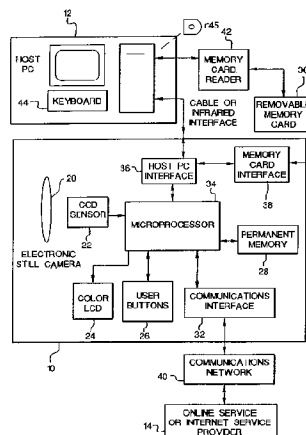 12
45
HOST PC
42
MEMORY CARD READER
30
44
KEYBOARD
CABLE OR INFRARED INTERFACE
REMOVABLE MEMORY CARD
20
36
HOST PC INTERFACE
MEMORY CARD INTERFACE
38
34
CCD SENSOR
22
MICROPROCESSOR
PERMANENT MEMORY
28
ELECTRONIC STILL CAMERA
COLOR LCD
24
USER BUTTONS
26
COMMUNICATIONS INTERFACE
32
10
COMMUNICATIONS NETWORK
40
ONLINE SERVICE OR INTERNET SERVICE PROVIDER
14